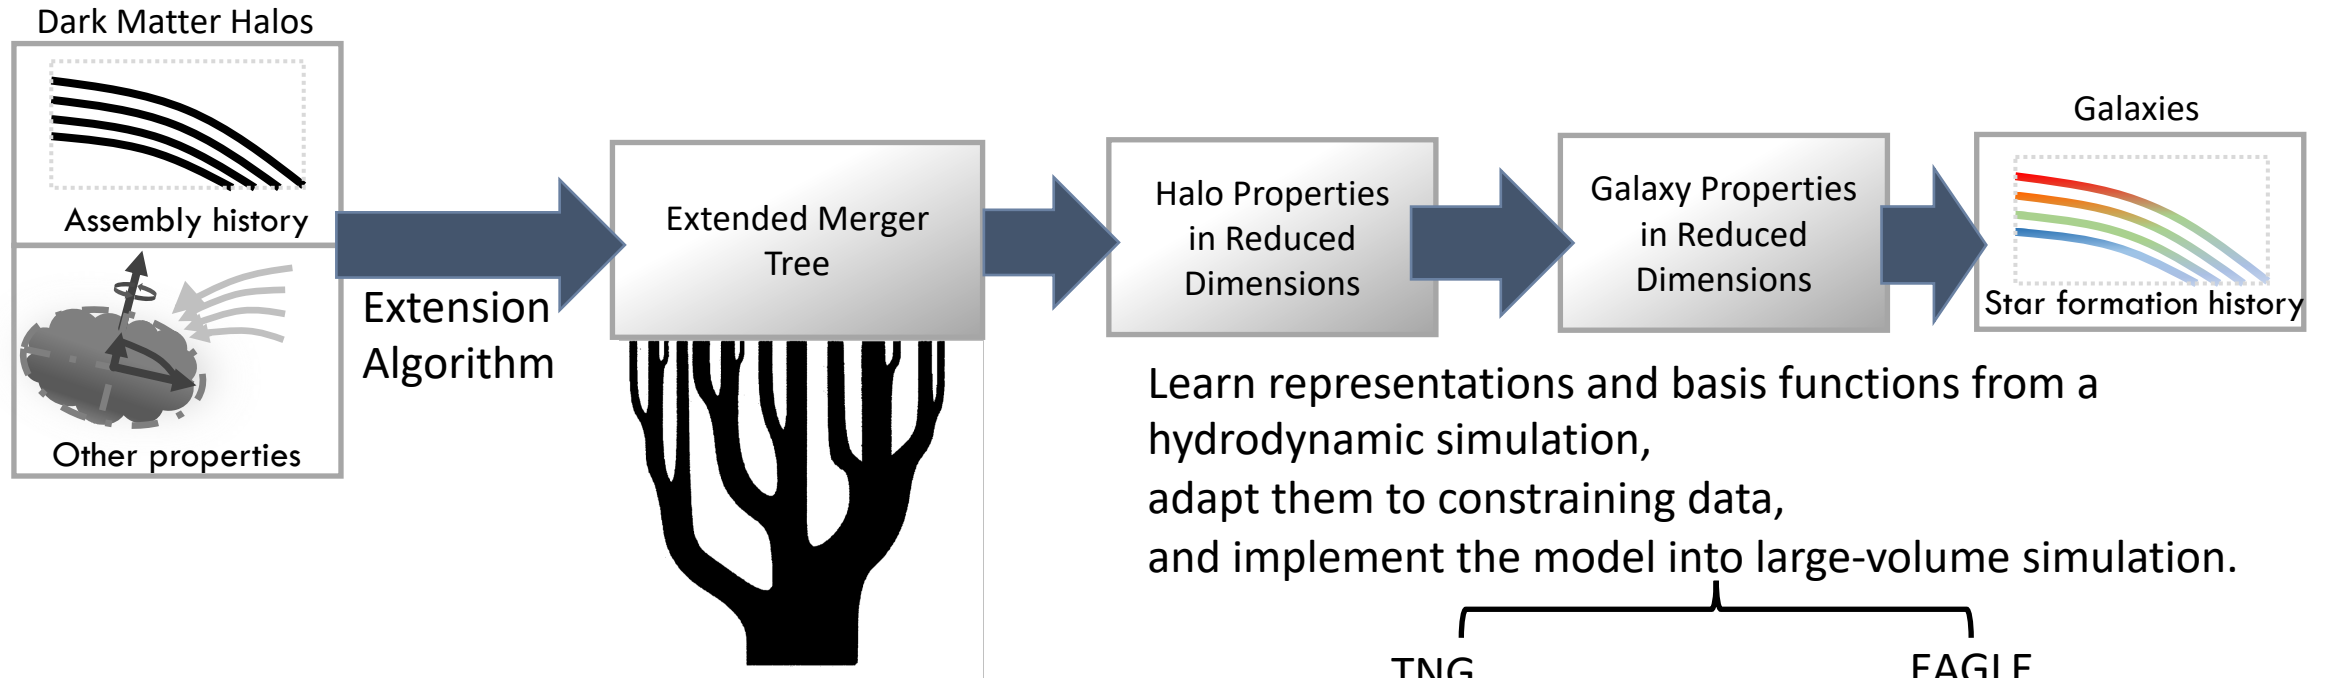 Dark Matter Halos
Assembly history
Other properties
Extension
Algorithm
Extended Merger
Tree
Halo Properties
in Reduced
Dimensions
Galaxy Properties
in Reduced
Dimensions
Galaxies
Star formation history
Learn representations and basis functions from a
hydrodynamic simulation,
adapt them to constraining data,
and implement the model into large-volume simulation.
TNG
EAGLE